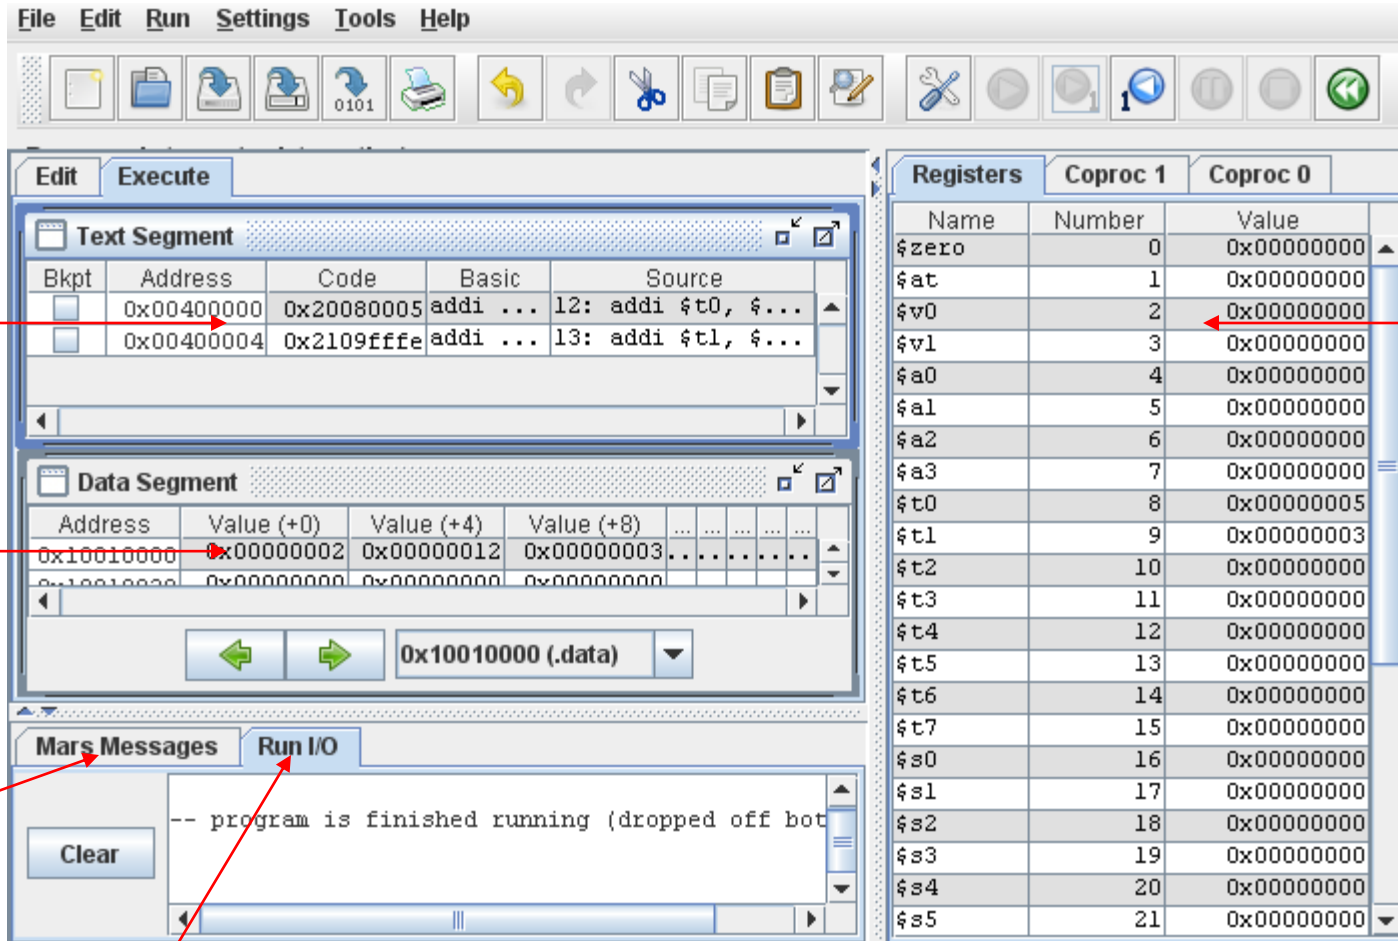 File Edit Run Settings Tools Help
0101
1
1
Edit Execute
Text Segment
Bkpt Address Code Basic Source
0x00400000 0x20080005 addi ... 12: addi $t0, $...
0x00400004 0x2109fffe addi ... 13: addi $t1, $...
Data Segment
Address Value (+0) Value (+4) Value (+8) ... ... ... ... ...
0x10010000 0x00000002 0x00000012 0x00000003 ...
0x00000000 0x00000000 0x00000000
0x10010000 (.data)
Mars Messages Run I/O
-- program is finished running (dropped off bot
Clear
Registers Coproc 1 Coproc 0
Name Number Value
$zero 0 0x00000000
$at 1 0x00000000
$v0 2 0x00000000
$v1 3 0x00000000
$a0 4 0x00000000
$a1 5 0x00000000
$a2 6 0x00000000
$a3 7 0x00000000
$t0 8 0x00000005
$t1 9 0x00000003
$t2 10 0x00000000
$t3 11 0x00000000
$t4 12 0x00000000
$t5 13 0x00000000
$t6 14 0x00000000
$t7 15 0x00000000
$s0 16 0x00000000
$s1 17 0x00000000
$s2 18 0x00000000
$s3 19 0x00000000
$s4 20 0x00000000
$s5 21 0x00000000